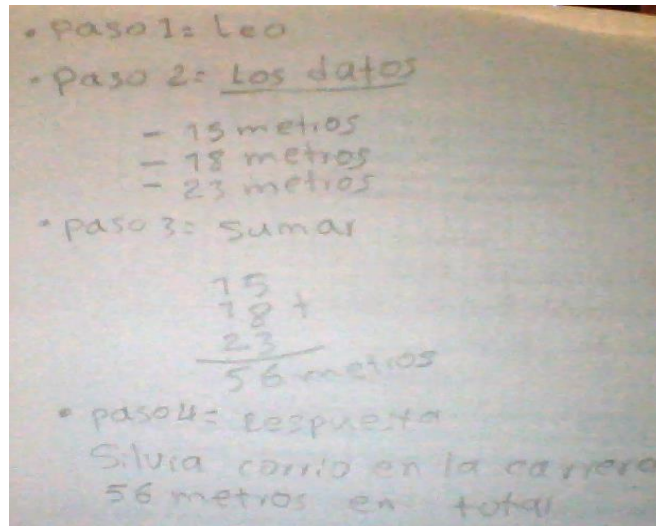 • Paso 1: Leo
• Paso 2: Los datos
- 15 metros
- 18 metros
- 23 metros
• paso 3: Sumar
15
18 +
23
56 metros
• paso 4: Respuesta
Silvia corrio en la carrera
56 metros en total